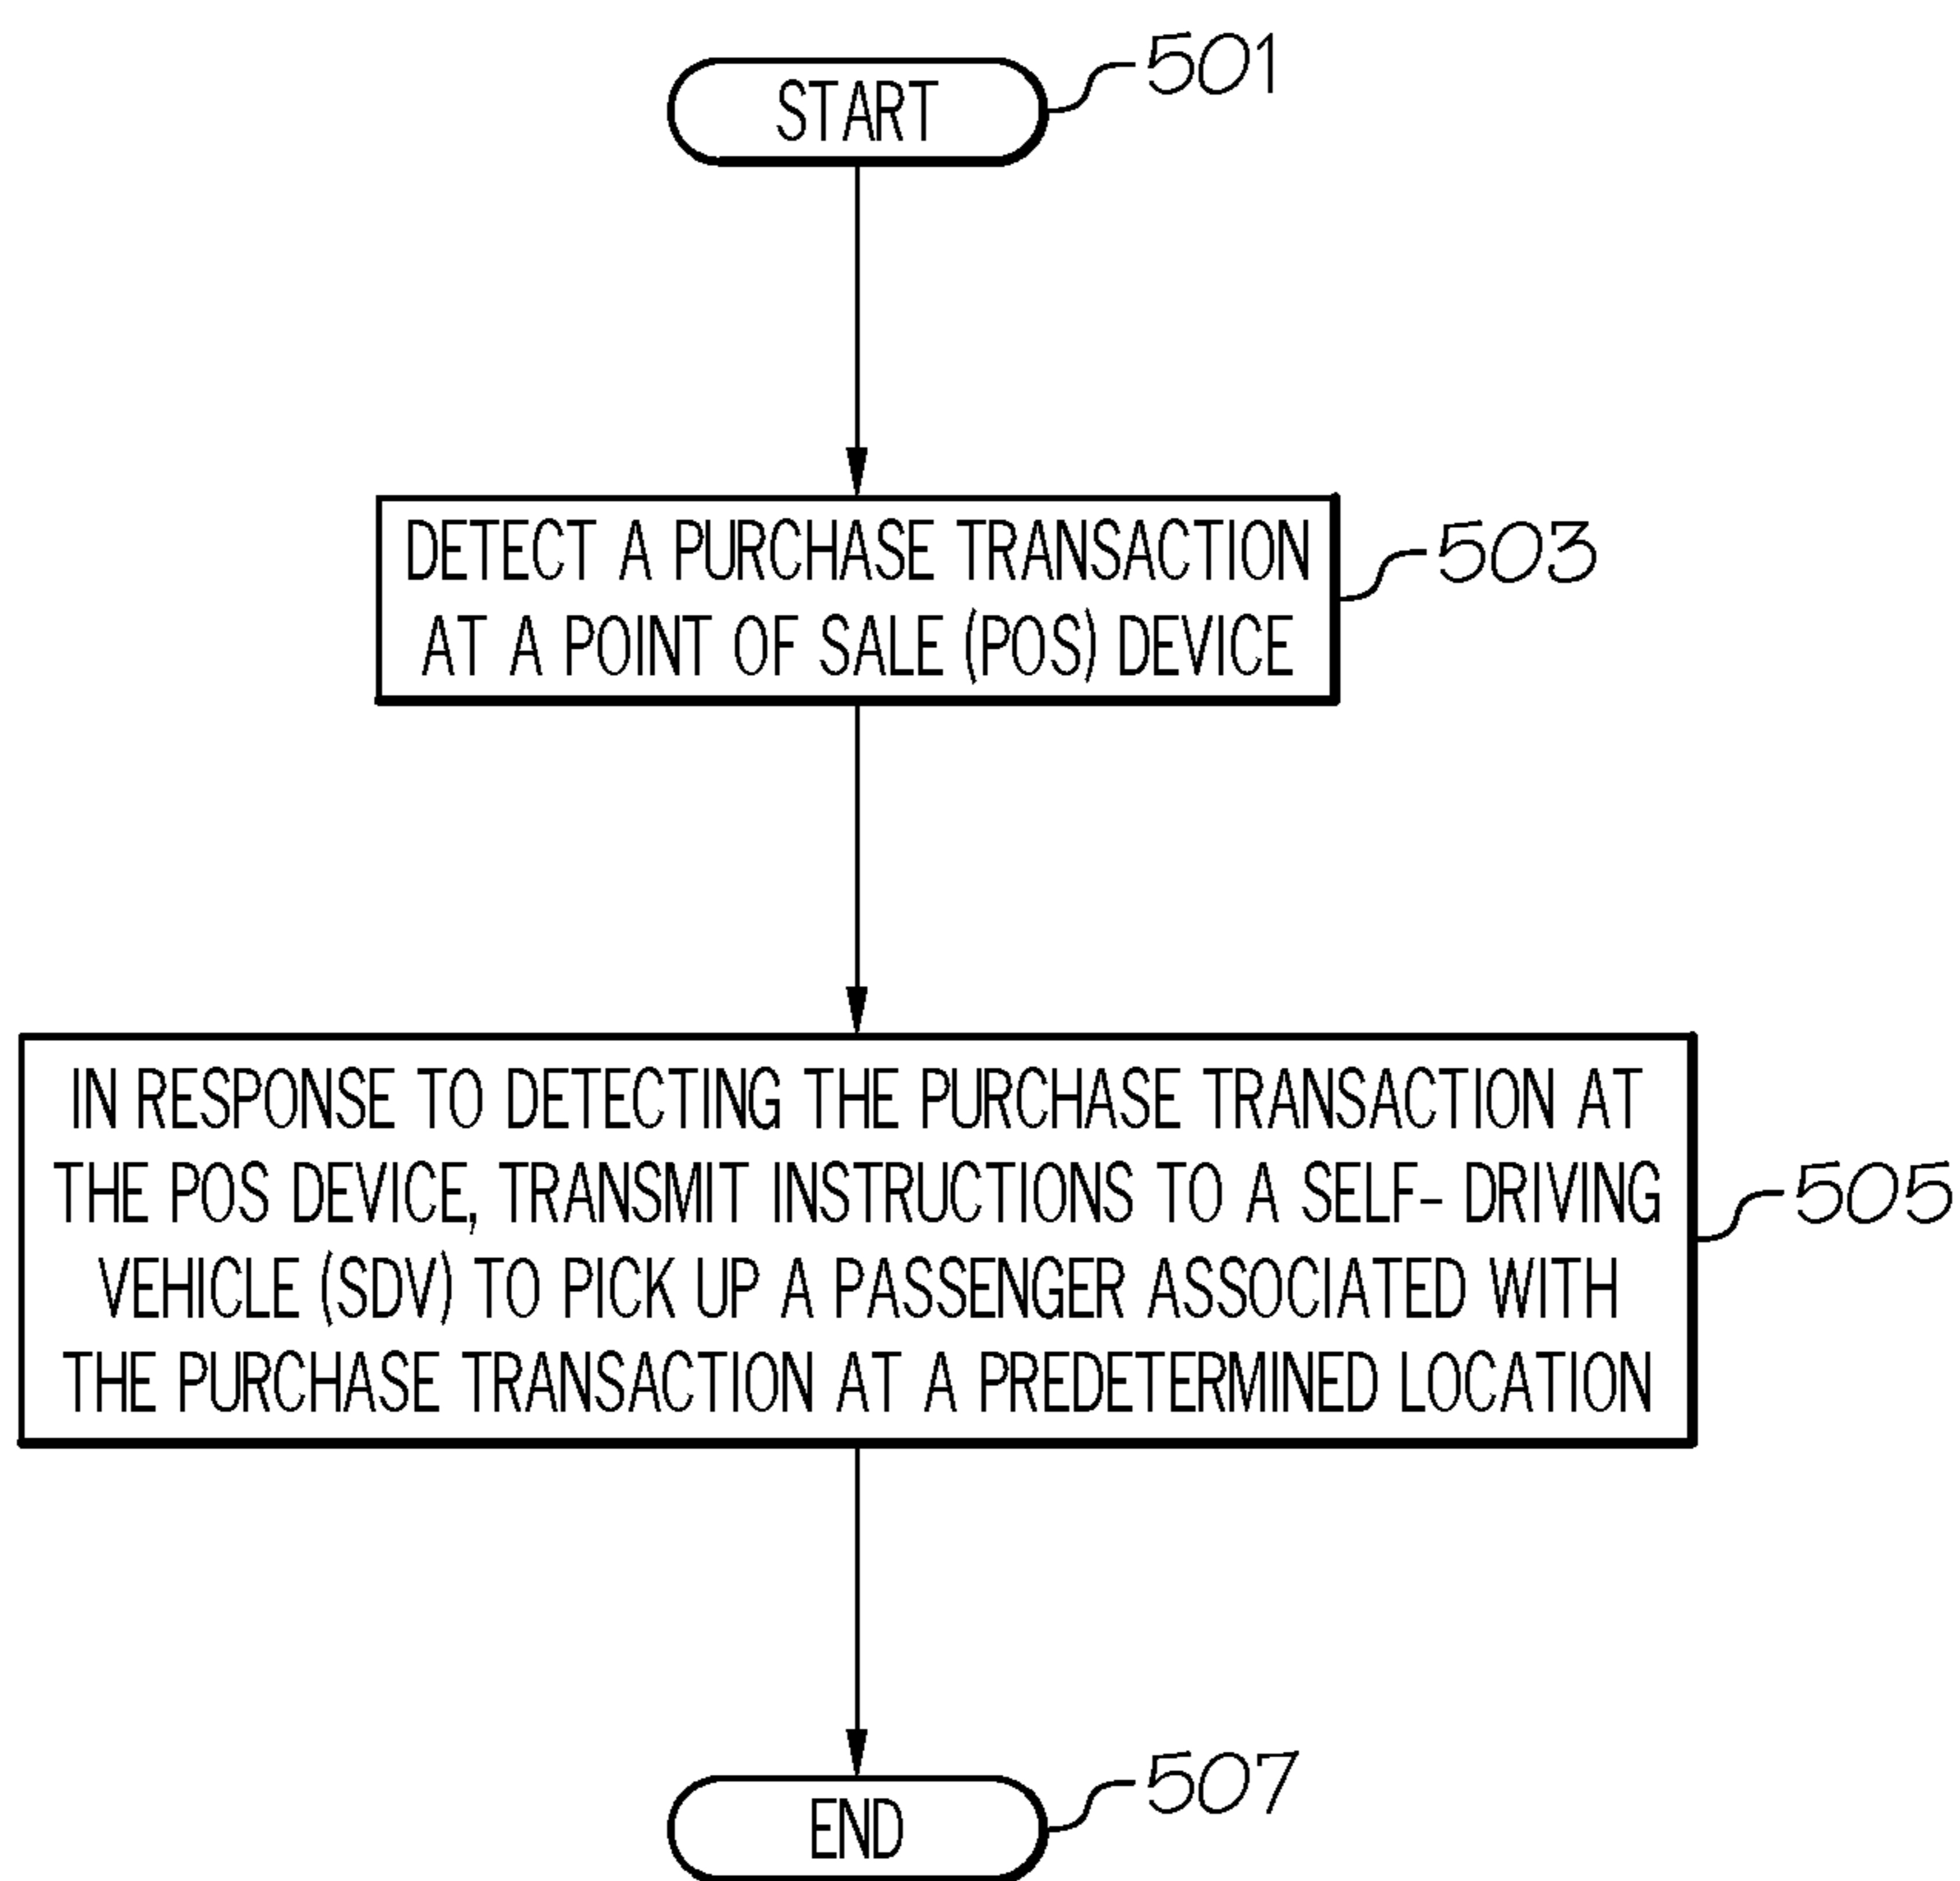 START
501
DETECT A PURCHASE TRANSACTION
AT A POINT OF SALE (POS) DEVICE
503
IN RESPONSE TO DETECTING THE PURCHASE TRANSACTION AT
THE POS DEVICE, TRANSMIT INSTRUCTIONS TO A SELF- DRIVING
VEHICLE (SDV) TO PICK UP A PASSENGER ASSOCIATED WITH
THE PURCHASE TRANSACTION AT A PREDETERMINED LOCATION
505
END
507